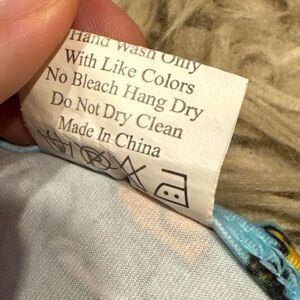 Hand Wash Only
With Like Colors
No Bleach Hang Dry
Do Not Dry Clean
Made In China